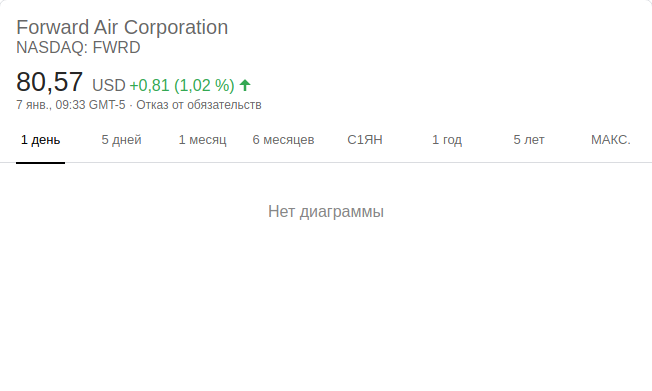 Forward Air Corporation
NASDAQ: FWRD
80,57 USD +0,81 (1,02 %)
7 янв., 09:33 GMT-5 · Отказ от обязательств
1 день 5 дней 1 месяц 6 месяцев С1ЯН 1 год 5 лет МАКС.
Нет диаграммы